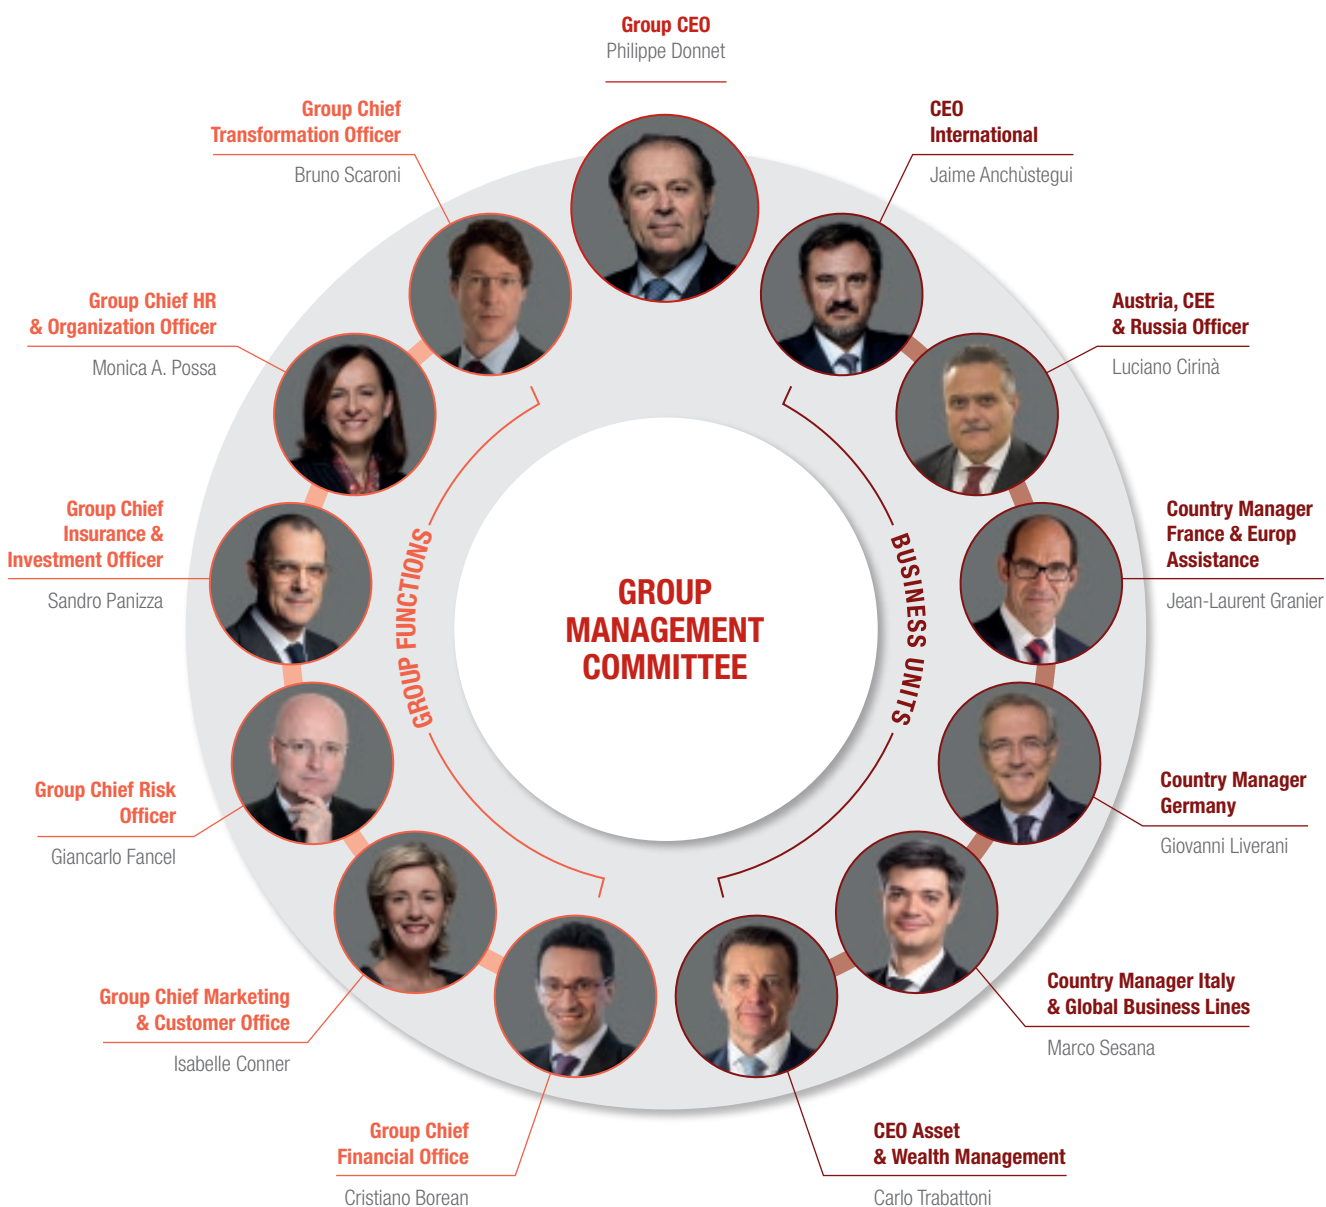 Group CEO
Philippe Donnet
Group Chief
Transformation Officer
Bruno Scaroni
CEO
International
Jaime Anchùstegui
Group Chief HR
& Organization Officer
Monica A. Possa
Austria, CEE
& Russia Officer
Luciano Cirinà
Group Chief
Insurance &
Investment Officer
Sandro Panizza
Country Manager
France & Europ
Assistance
Jean-Laurent Granier
GROUP FUNCTIONS
GROUP
MANAGEMENT
COMMITTEE
BUSINESS UNITS
Group Chief Risk
Officer
Giancarlo Fancel
Country Manager
Germany
Giovanni Liverani
Group Chief Marketing
& Customer Office
Isabelle Conner
Country Manager Italy
& Global Business Lines
Marco Sesana
Group Chief
Financial Office
Cristiano Borean
CEO Asset
& Wealth Management
Carlo Trabattoni